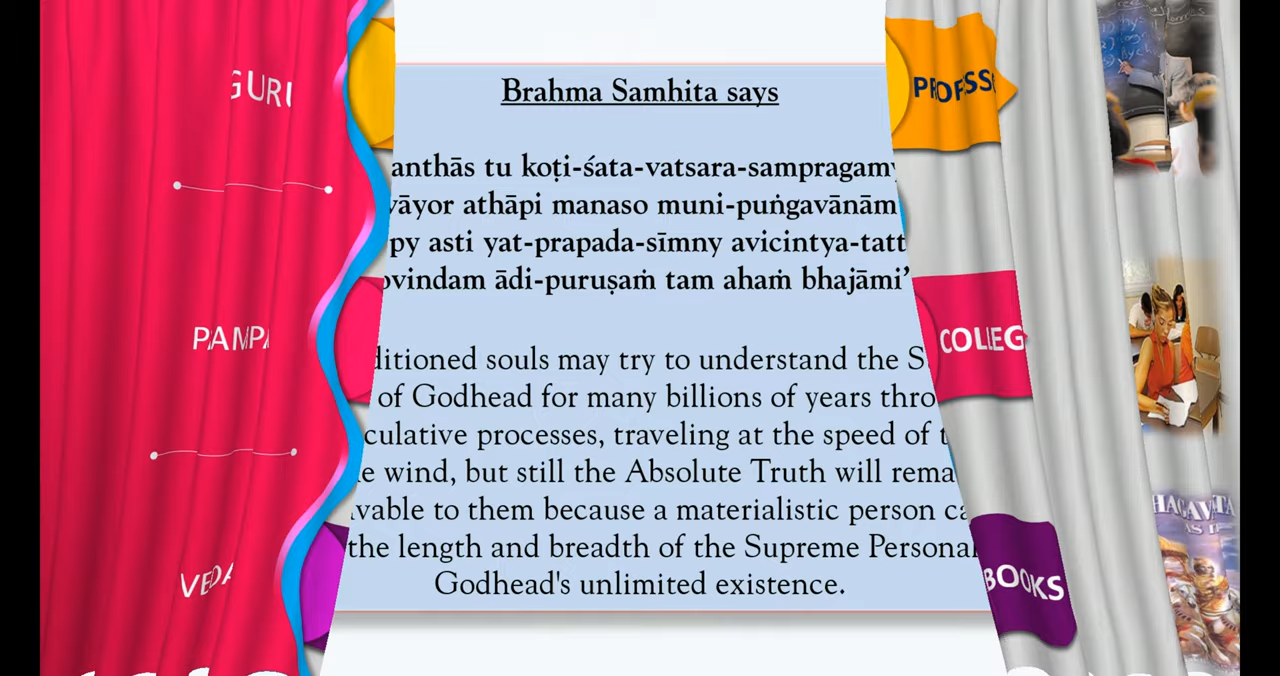 Brahma Samhita says
anthās tu koṭi-śata-vatsara-sampragamy
vāyor athāpi manaso muni-puṅgavānām
py asti yat-prapada-sīmny avicintya-tatt
ovindam ādi-puruṣaṁ tam ahaṁ bhajāmi’
ditioned souls may try to understand the S
of Godhead for many billions of years thro
culative processes, traveling at the speed of t
e wind, but still the Absolute Truth will rema
ivable to them because a materialistic person ca
the length and breadth of the Supreme Personal
Godhead's unlimited existence.
GURU
PAMPA
VEDA
PROFESSO
COLLEG
BOOKS
HAGAVATA
AS I